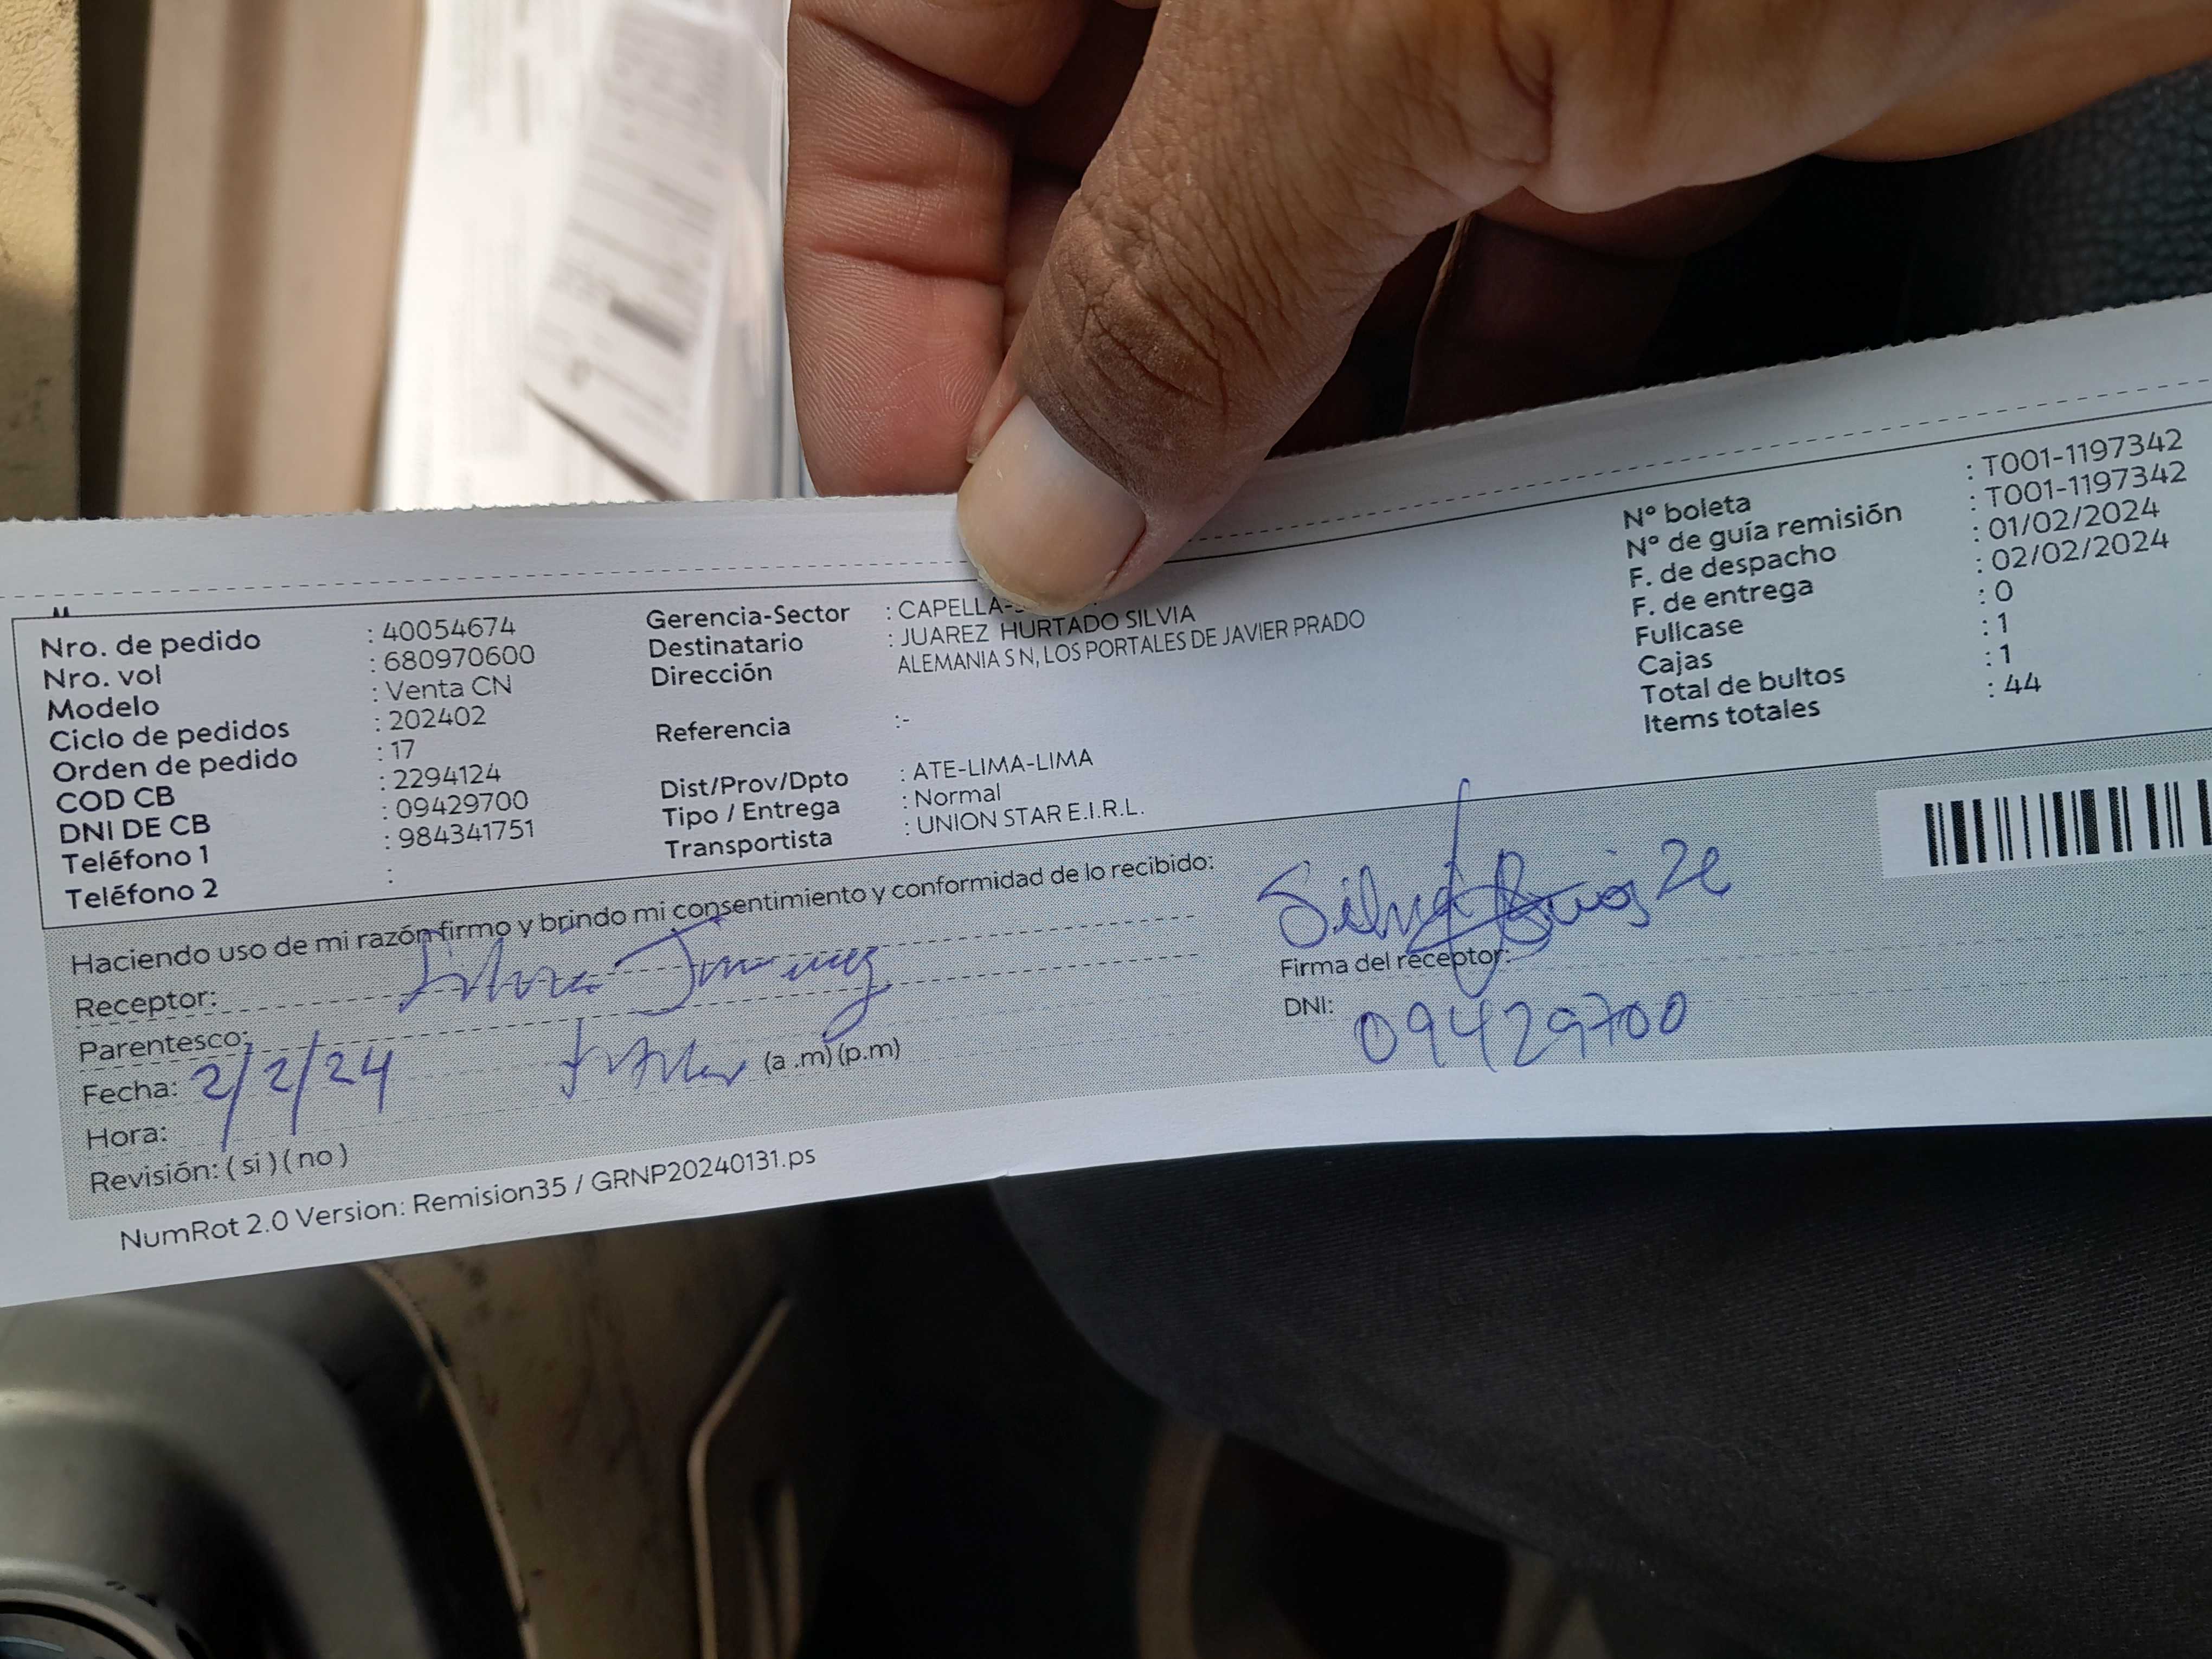 Nro. de pedido : 40054674
Nro. vol : 680970600
Modelo : Venta CN
Ciclo de pedidos : 202402
Orden de pedido : 17
COD CB : 2294124
DNI DE CB : 09429700
Teléfono 1 : 984341751
Teléfono 2 :
Gerencia-Sector : CAPELLA-
Destinatario : JUAREZ HURTADO SILVIA
Dirección ALEMANIA S N, LOS PORTALES DE JAVIER PRADO
Referencia :-
Dist/Prov/Dpto : ATE-LIMA-LIMA
Tipo / Entrega : Normal
Transportista : UNION STAR E.I.R.L.
Nº boleta : T001-1197342
Nº de guía remisión : T001-1197342
F. de despacho : 01/02/2024
F. de entrega : 02/02/2024
Fullcase : 0
Cajas : 1
Total de bultos : 1
Items totales : 44
Haciendo uso de mi razón firmo y brindo mi consentimiento y conformidad de lo recibido:
Receptor: Silvia
Parentesco:
Fecha: 2/2/24
Hora: (a .m) (p.m)
Revisión: ( si ) ( no )
Firma del receptor:
DNI: 09429700
NumRot 2.0 Version: Remision35 / GRNP20240131.ps